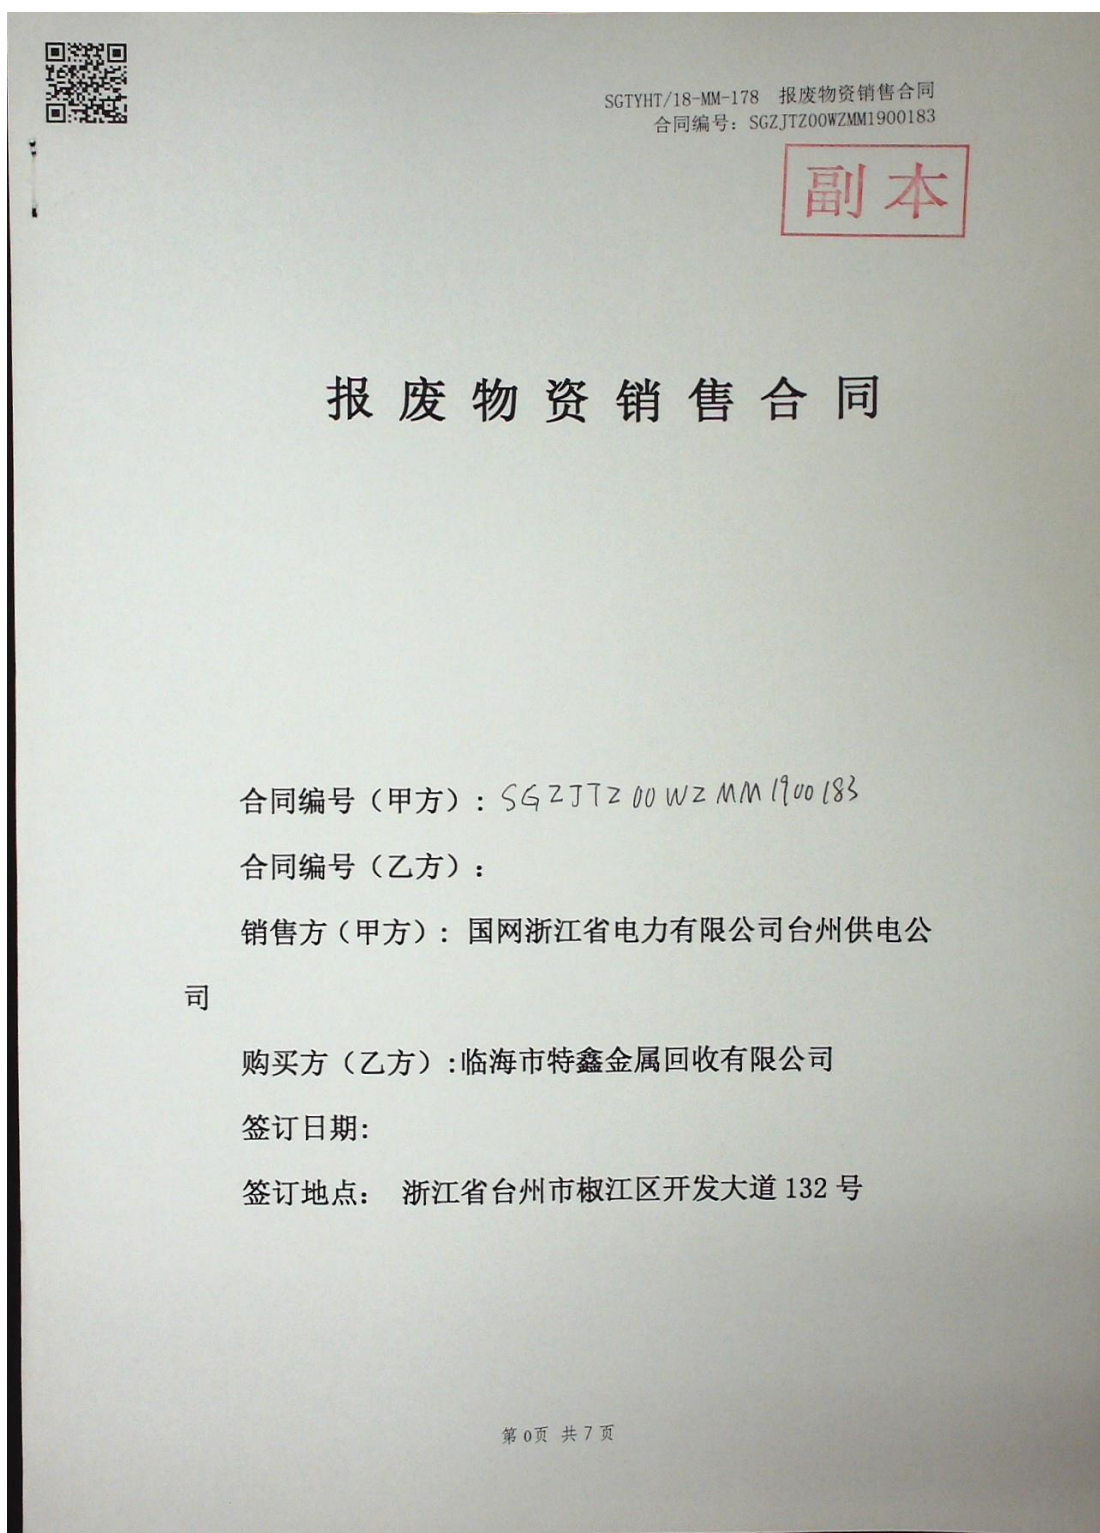 SGTYHT/18-MM-178 报废物资销售合同
合同编号：SGZJTZ00WZMM1900183
副本
报废物资销售合同
合同编号（甲方）：SGZJTZ00WZMM1900183
合同编号（乙方）：
销售方（甲方）：国网浙江省电力有限公司台州供电公
司
购买方（乙方）:临海市特鑫金属回收有限公司
签订日期:
签订地点： 浙江省台州市椒江区开发大道 132 号
第 0页 共 7 页